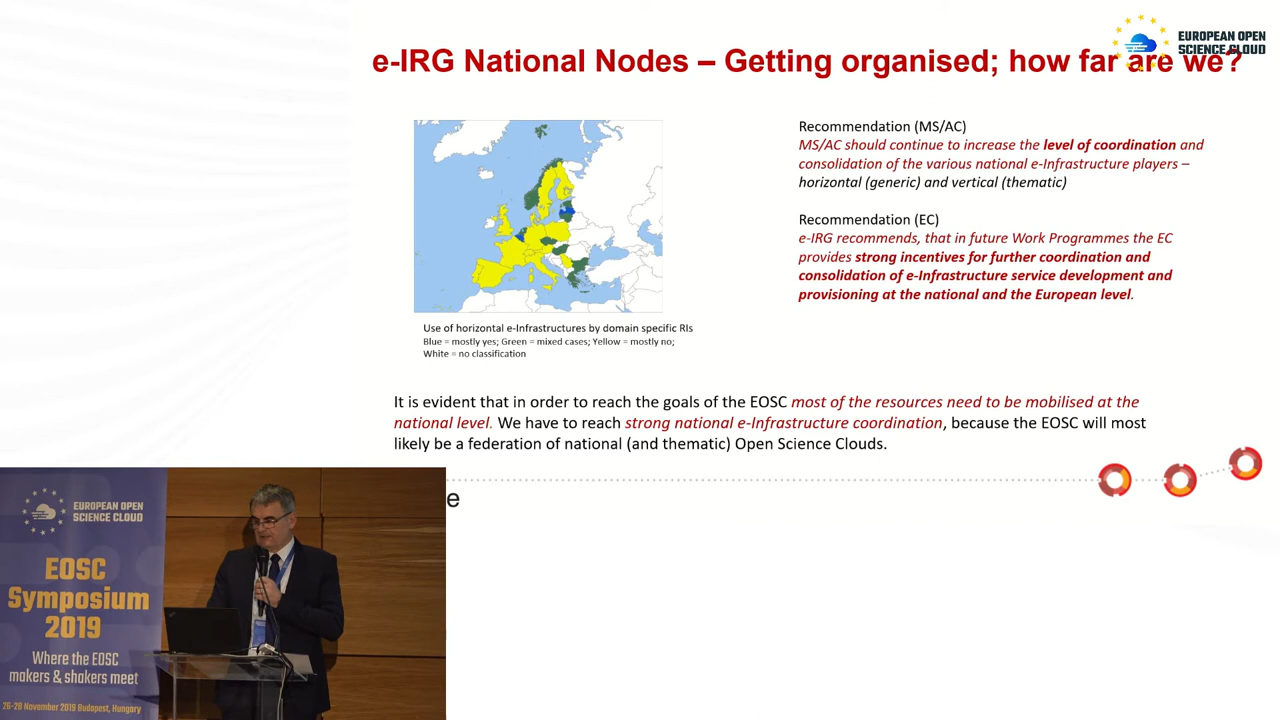 EUROPEAN OPEN
SCIENCE CLOUD
e-IRG National Nodes – Getting organised; how far are we?
Recommendation (MS/AC)
MS/AC should continue to increase the level of coordination and
consolidation of the various national e-Infrastructure players –
horizontal (generic) and vertical (thematic)
Recommendation (EC)
e-IRG recommends, that in future Work Programmes the EC
provides strong incentives for further coordination and
consolidation of e-Infrastructure service development and
provisioning at the national and the European level.
Use of horizontal e-Infrastructures by domain specific RIs
Blue = mostly yes; Green = mixed cases; Yellow = mostly no;
White = no classification
It is evident that in order to reach the goals of the EOSC most of the resources need to be mobilised at the
national level. We have to reach strong national e-Infrastructure coordination, because the EOSC will most
likely be a federation of national (and thematic) Open Science Clouds.
e
EUROPEAN OPEN
SCIENCE CLOUD
EOSC
Symposium
2019
Where the EOSC
makers & shakers meet
26-28 November 2019 Budapest, Hungary